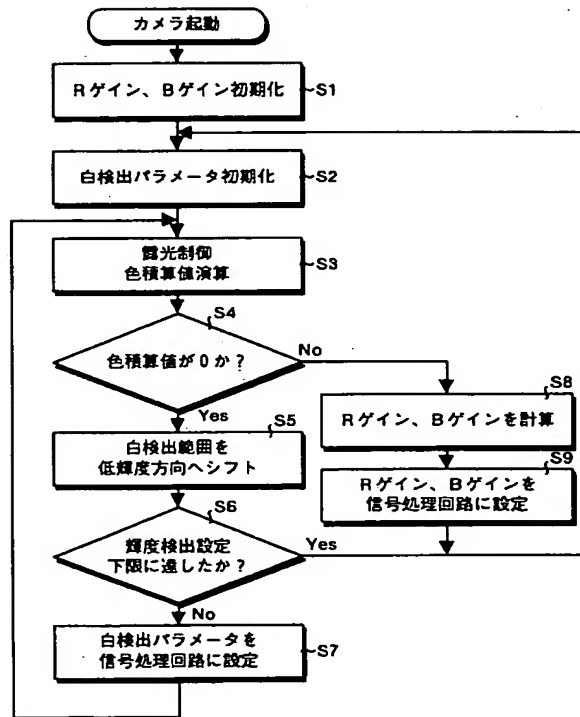 カメラ起動
Rゲイン、Bゲイン初期化
S1
白検出パラメータ初期化
S2
露光制御
色積算値演算
S3
S4
色積算値が0か?
No
Yes
S5
白検出範囲を
低輝度方向へシフト
S8
Rゲイン、Bゲインを計算
S9
Rゲイン、Bゲインを
信号処理回路に設定
S6
輝度検出設定
下限に達したか?
Yes
No
白検出パラメータを
信号処理回路に設定
S7